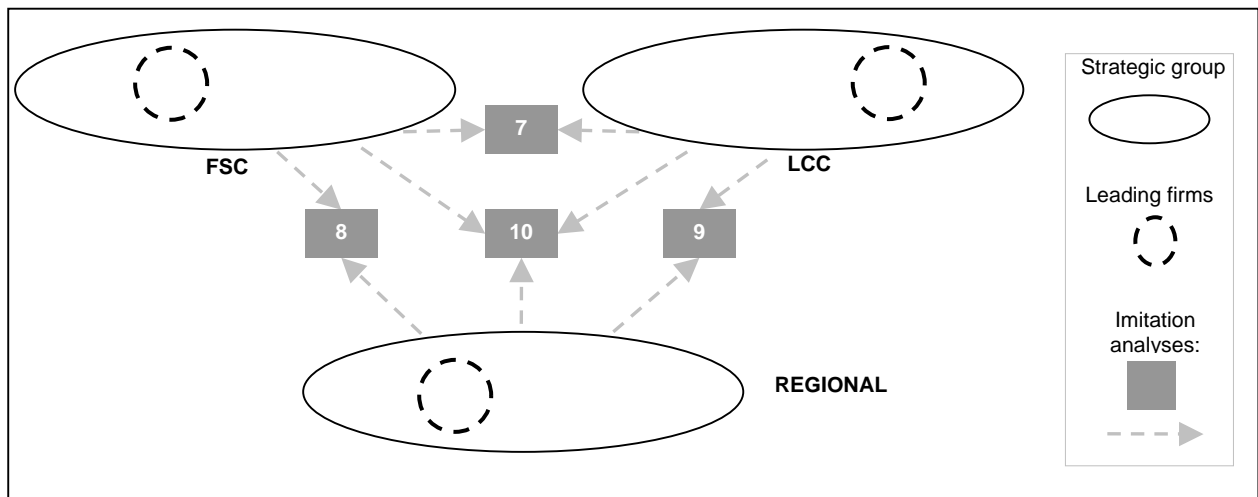 FSC
LCC
7
8
10
9
REGIONAL
Strategic group
Leading firms
Imitation
analyses: